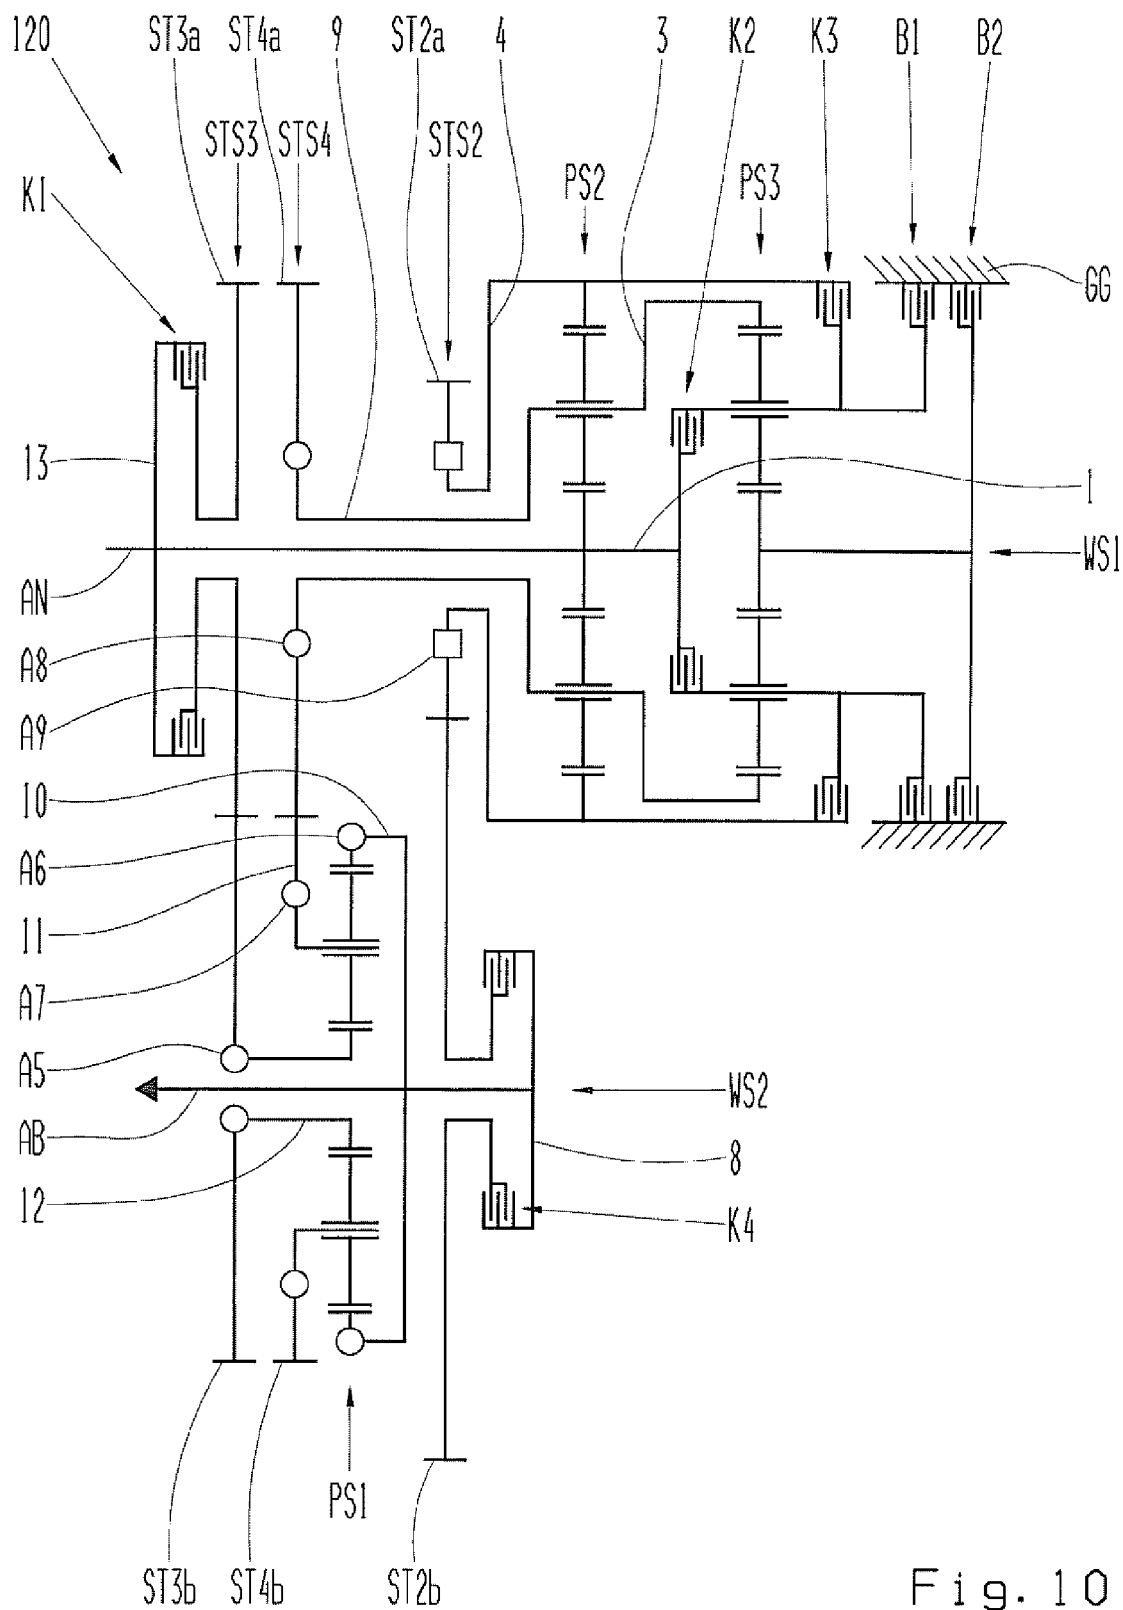 120 ST3a ST4a 9 ST2a 4 3 K2 K3 B1 B2
STS3 STS4 STS2
PS2 PS3
K1
GG
13
1
WS1
AN
A8
A9
10
A6
11
A7
A5
WS2
AB
8
12
K4
PS1
ST3b ST4b ST2b
Fig. 10